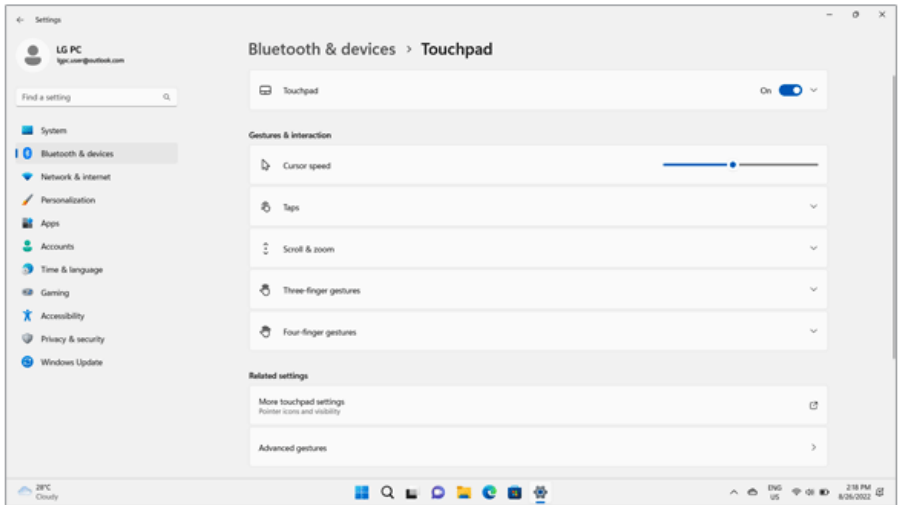 Settings
LG PC
lgpc.user@outlook.com
Find a setting
System
Bluetooth & devices
Network & internet
Personalization
Apps
Accounts
Time & language
Gaming
Accessibility
Privacy & security
Windows Update
Bluetooth & devices > Touchpad
Touchpad
On
Gestures & interaction
Cursor speed
Taps
Scroll & zoom
Three-finger gestures
Four-finger gestures
Related settings
More touchpad settings
Pointer icons and visibility
Advanced gestures
28°C
Cloudy
ENG
US
2:18 PM
8/26/2022